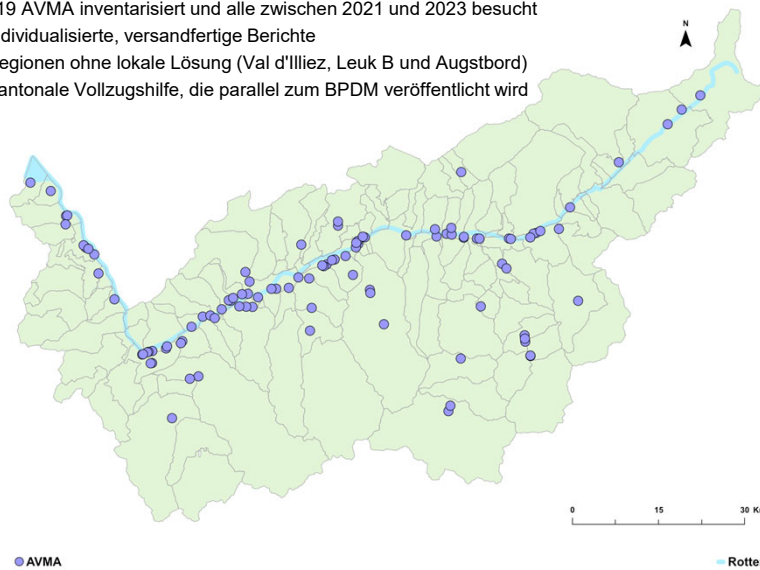 19 AVMA inventarisiert und alle zwischen 2021 und 2023 besucht
dividualisierte, versandfertige Berichte
egionen ohne lokale Lösung (Val d'Illiez, Leuk B und Augstbord)
antonale Vollzugshilfe, die parallel zum BPDM veröffentlicht wird
N
0 15 30 K
AVMA
Rotte